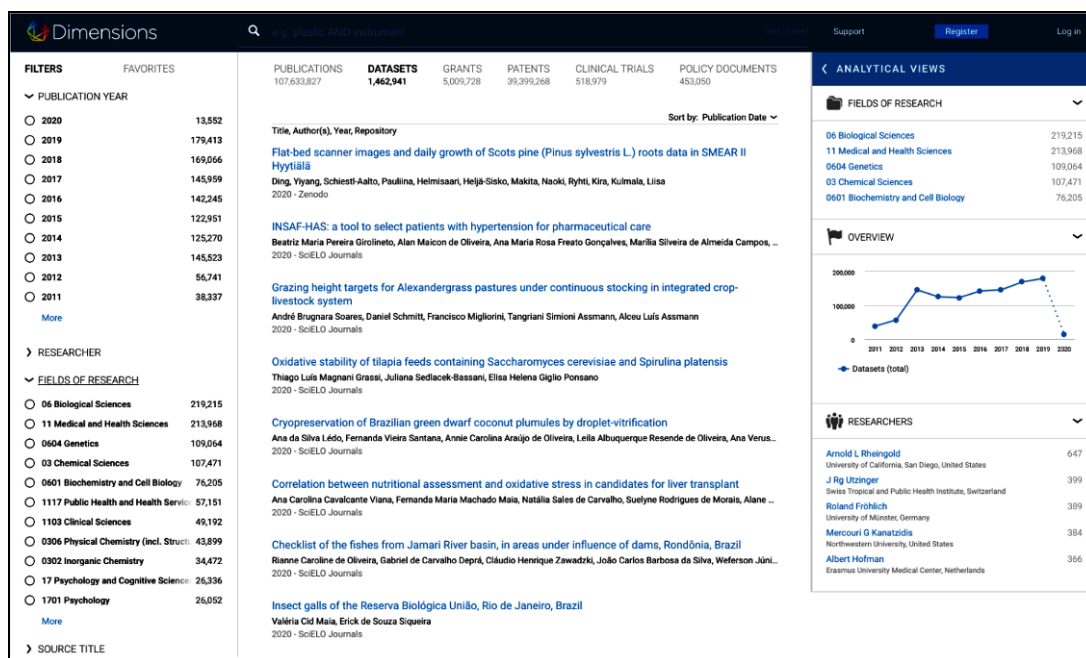 Dimensions
e.g. plastic AND instrument
Support
Register
Log in
FILTERS
FAVORITES
PUBLICATION YEAR
2020 13,552
2019 179,413
2018 169,066
2017 145,959
2016 142,245
2015 122,951
2014 125,270
2013 145,523
2012 56,741
2011 38,337
More
RESEARCHER
FIELDS OF RESEARCH
06 Biological Sciences 219,215
11 Medical and Health Sciences 213,968
0604 Genetics 109,064
03 Chemical Sciences 107,471
0601 Biochemistry and Cell Biology 76,205
1117 Public Health and Health Servic 57,151
1103 Clinical Sciences 49,192
0306 Physical Chemistry (incl. Struct 43,899
0302 Inorganic Chemistry 34,472
17 Psychology and Cognitive Science 26,336
1701 Psychology 26,052
More
SOURCE TITLE
PUBLICATIONS
107,633,827
DATASETS
1,462,941
GRANTS
5,009,728
PATENTS
39,399,268
CLINICAL TRIALS
518,979
POLICY DOCUMENTS
453,050
Sort by: Publication Date
Title, Author(s), Year, Repository
Flat-bed scanner images and daily growth of Scots pine (Pinus sylvestris L.) roots data in SMEAR II
Hyytiälä
Ding, Yiyang, Schiestl-Aalto, Pauliina, Helmisaari, Heljä-Sisko, Makita, Naoki, Ryhti, Kira, Kulmala, Liisa
2020 - Zenodo
INSAF-HAS: a tool to select patients with hypertension for pharmaceutical care
Beatriz Maria Pereira Girolineto, Alan Maicon de Oliveira, Ana Maria Rosa Freato Gonçalves, Marília Silveira de Almeida Campos, ...
2020 - SciELO Journals
Grazing height targets for Alexandergrass pastures under continuous stocking in integrated crop-
livestock system
André Brugnara Soares, Daniel Schmitt, Francisco Migliorini, Tangriani Simioni Assmann, Alceu Luís Assmann
2020 - SciELO Journals
Oxidative stability of tilapia feeds containing Saccharomyces cerevisiae and Spirulina platensis
Thiago Luís Magnani Grassi, Juliana Sedlacek-Bassani, Elisa Helena Giglio Ponsano
2020 - SciELO Journals
Cryopreservation of Brazilian green dwarf coconut plumules by droplet-vitrification
Ana da Silva Lédo, Fernanda Vieira Santana, Annie Carolina Araújo de Oliveira, Leila Albuquerque Resende de Oliveira, Ana Verus...
2020 - SciELO Journals
Correlation between nutritional assessment and oxidative stress in candidates for liver transplant
Ana Carolina Cavalcante Viana, Fernanda Maria Machado Maia, Natália Sales de Carvalho, Suelyne Rodrigues de Morais, Alane ...
2020 - SciELO Journals
Checklist of the fishes from Jamari River basin, in areas under influence of dams, Rondônia, Brazil
Rianne Caroline de Oliveira, Gabriel de Carvalho Deprá, Cláudio Henrique Zawadzki, João Carlos Barbosa da Silva, Weferson Júni...
2020 - SciELO Journals
Insect galls of the Reserva Biológica União, Rio de Janeiro, Brazil
Valéria Cid Maia, Erick de Souza Siqueira
2020 - SciELO Journals
ANALYTICAL VIEWS
FIELDS OF RESEARCH
06 Biological Sciences 219,215
11 Medical and Health Sciences 213,968
0604 Genetics 109,064
03 Chemical Sciences 107,471
0601 Biochemistry and Cell Biology 76,205
OVERVIEW
200,000
100,000
0
2011 2012 2013 2014 2015 2016 2017 2018 2019 2020
Datasets (total)
RESEARCHERS
Arnold L Rheingold 647
University of California, San Diego, United States
J Rg Utzinger 399
Swiss Tropical and Public Health Institute, Switzerland
Roland Fröhlich 389
University of Münster, Germany
Mercouri G Kanatzidis 384
Northwestern University, United States
Albert Hofman 366
Erasmus University Medical Center, Netherlands